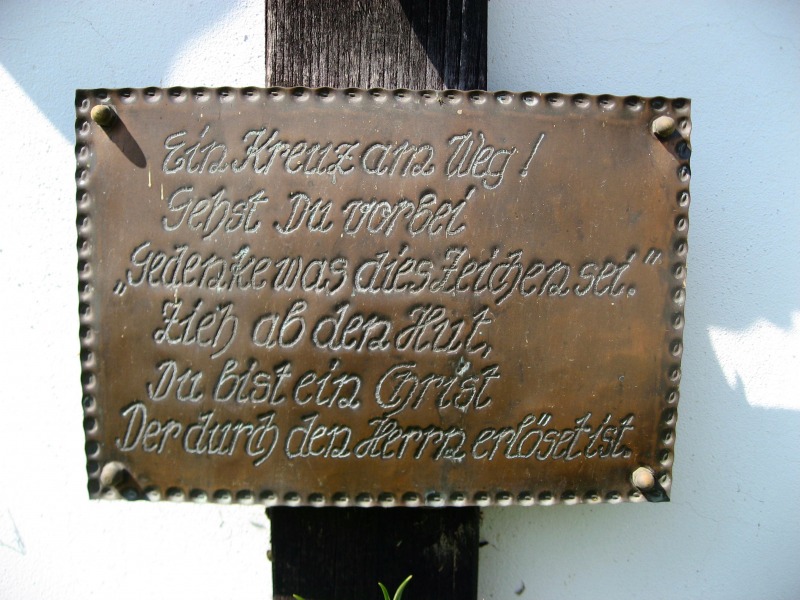 Ein Kreuz am Weg!
Gehst Du vorbei
„Gedenke was dies Zeichen sei."
Zieh ab den Hut,
Du bist ein Christ
Der durch den Herrn erlöset ist.